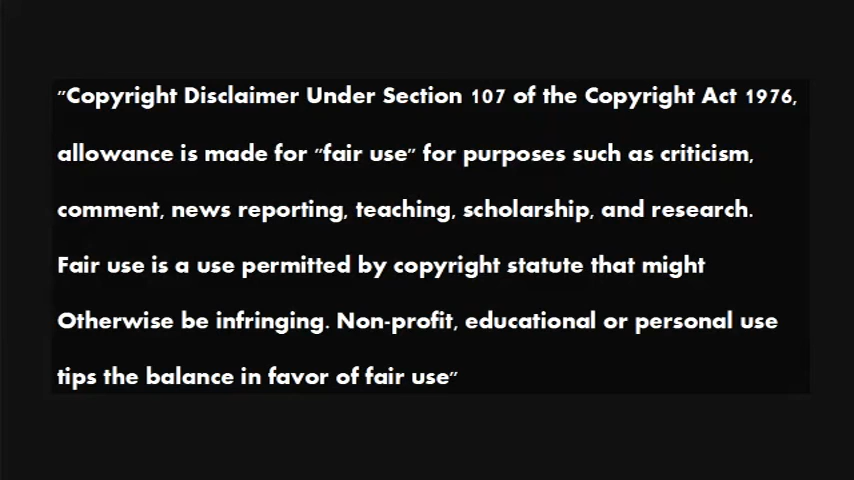 "Copyright Disclaimer Under Section 107 of the Copyright Act 1976,
allowance is made for "fair use" for purposes such as criticism,
comment, news reporting, teaching, scholarship, and research.
Fair use is a use permitted by copyright statute that might
Otherwise be infringing. Non-profit, educational or personal use
tips the balance in favor of fair use"